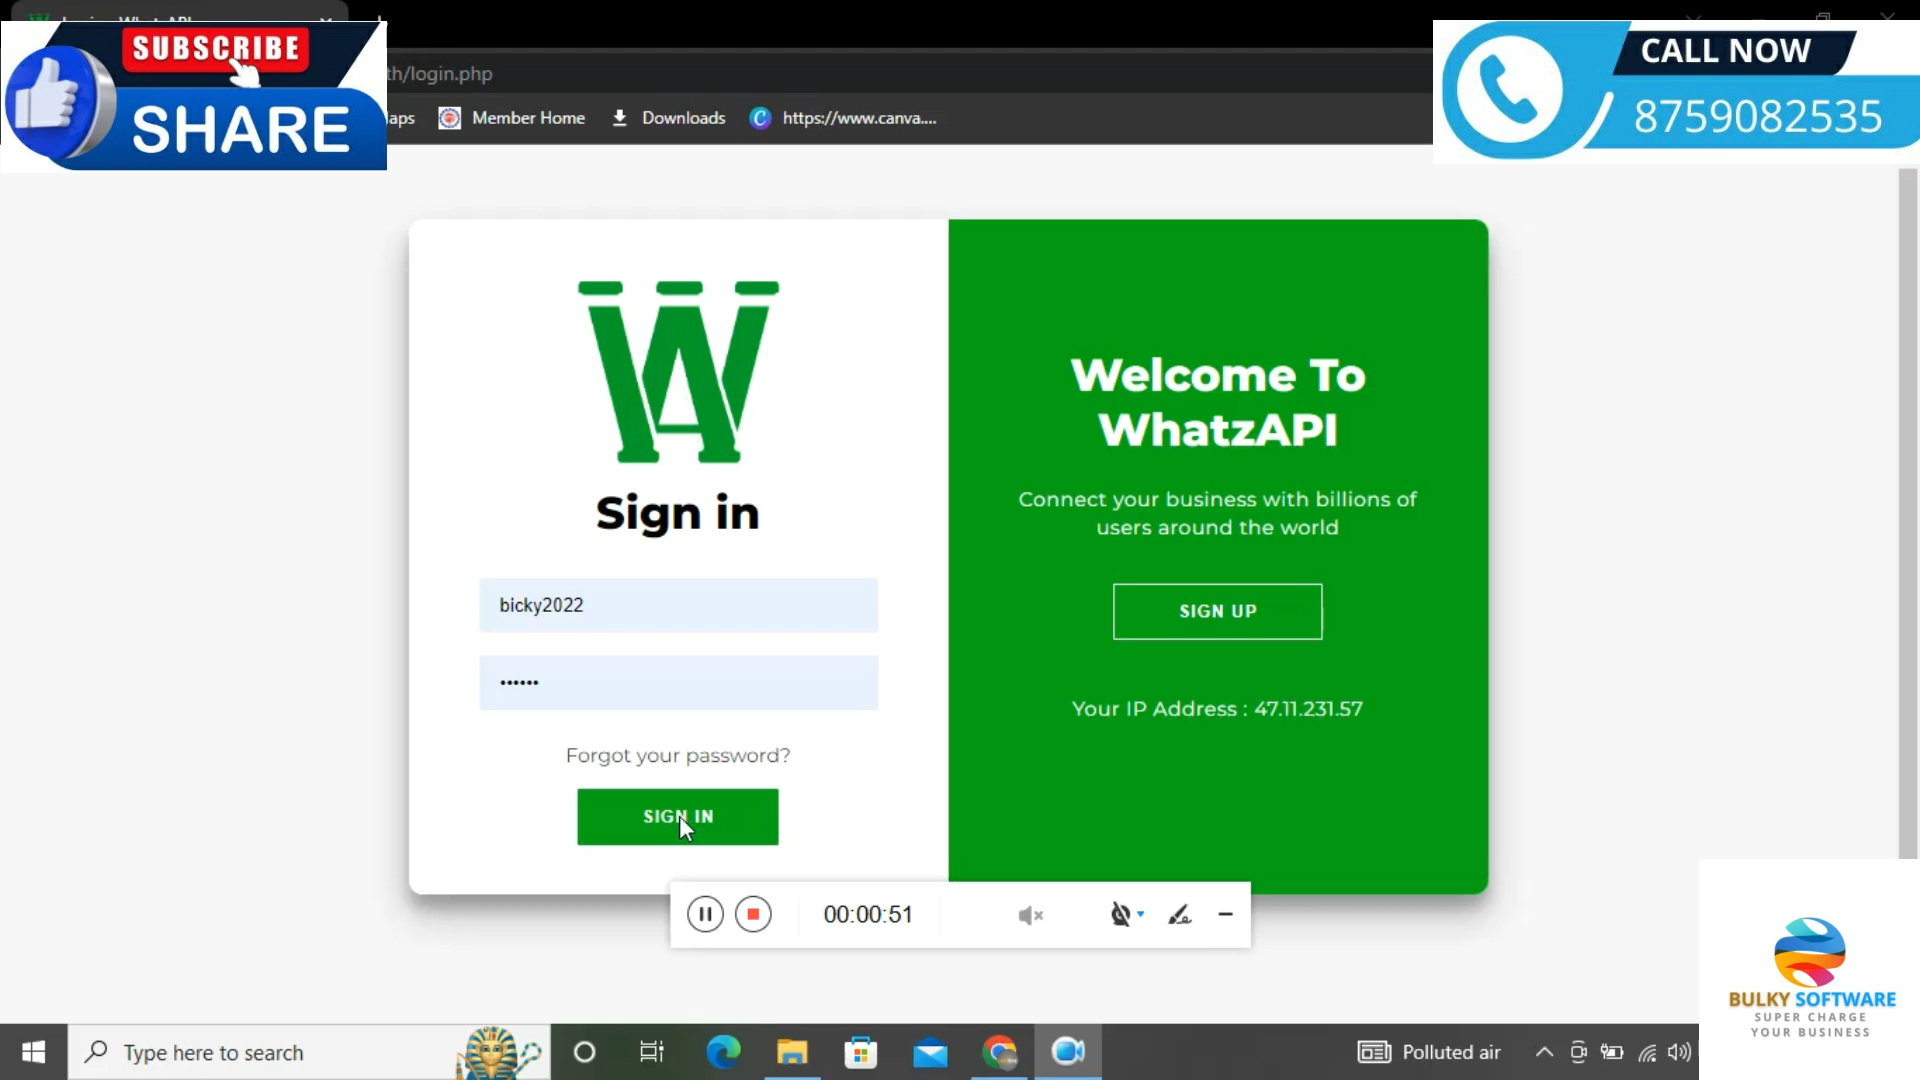 SUBSCRIBE
SHARE
CALL NOW
8759082535
th/login.php
aps
Member Home
Downloads
https://www.canva....
Sign in
bicky2022
••••••
Forgot your password?
SIGN IN
Welcome To
WhatzAPI
Connect your business with billions of
users around the world
SIGN UP
Your IP Address : 47.11.231.57
00:00:51
BULKY SOFTWARE
SUPER CHARGE
YOUR BUSINESS
Type here to search
Polluted air